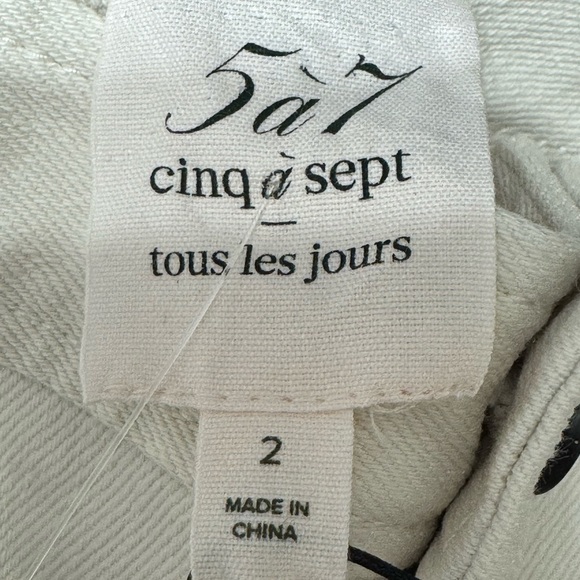 5à7
cinq à sept
tous les jours
2
MADE IN
CHINA